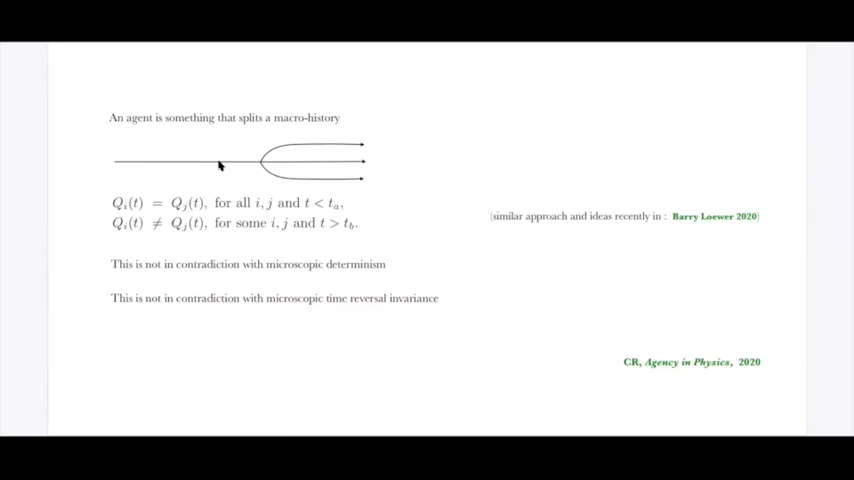 An agent is something that splits a macro-history
Qi(t) = Qj(t), for all i, j and t < ta,
Qi(t) ≠ Qj(t), for some i, j and t > tb.
(similar approach and ideas recently in : Barry Loewer 2020)
This is not in contradiction with microscopic determinism
This is not in contradiction with microscopic time reversal invariance
CR, Agency in Physics, 2020